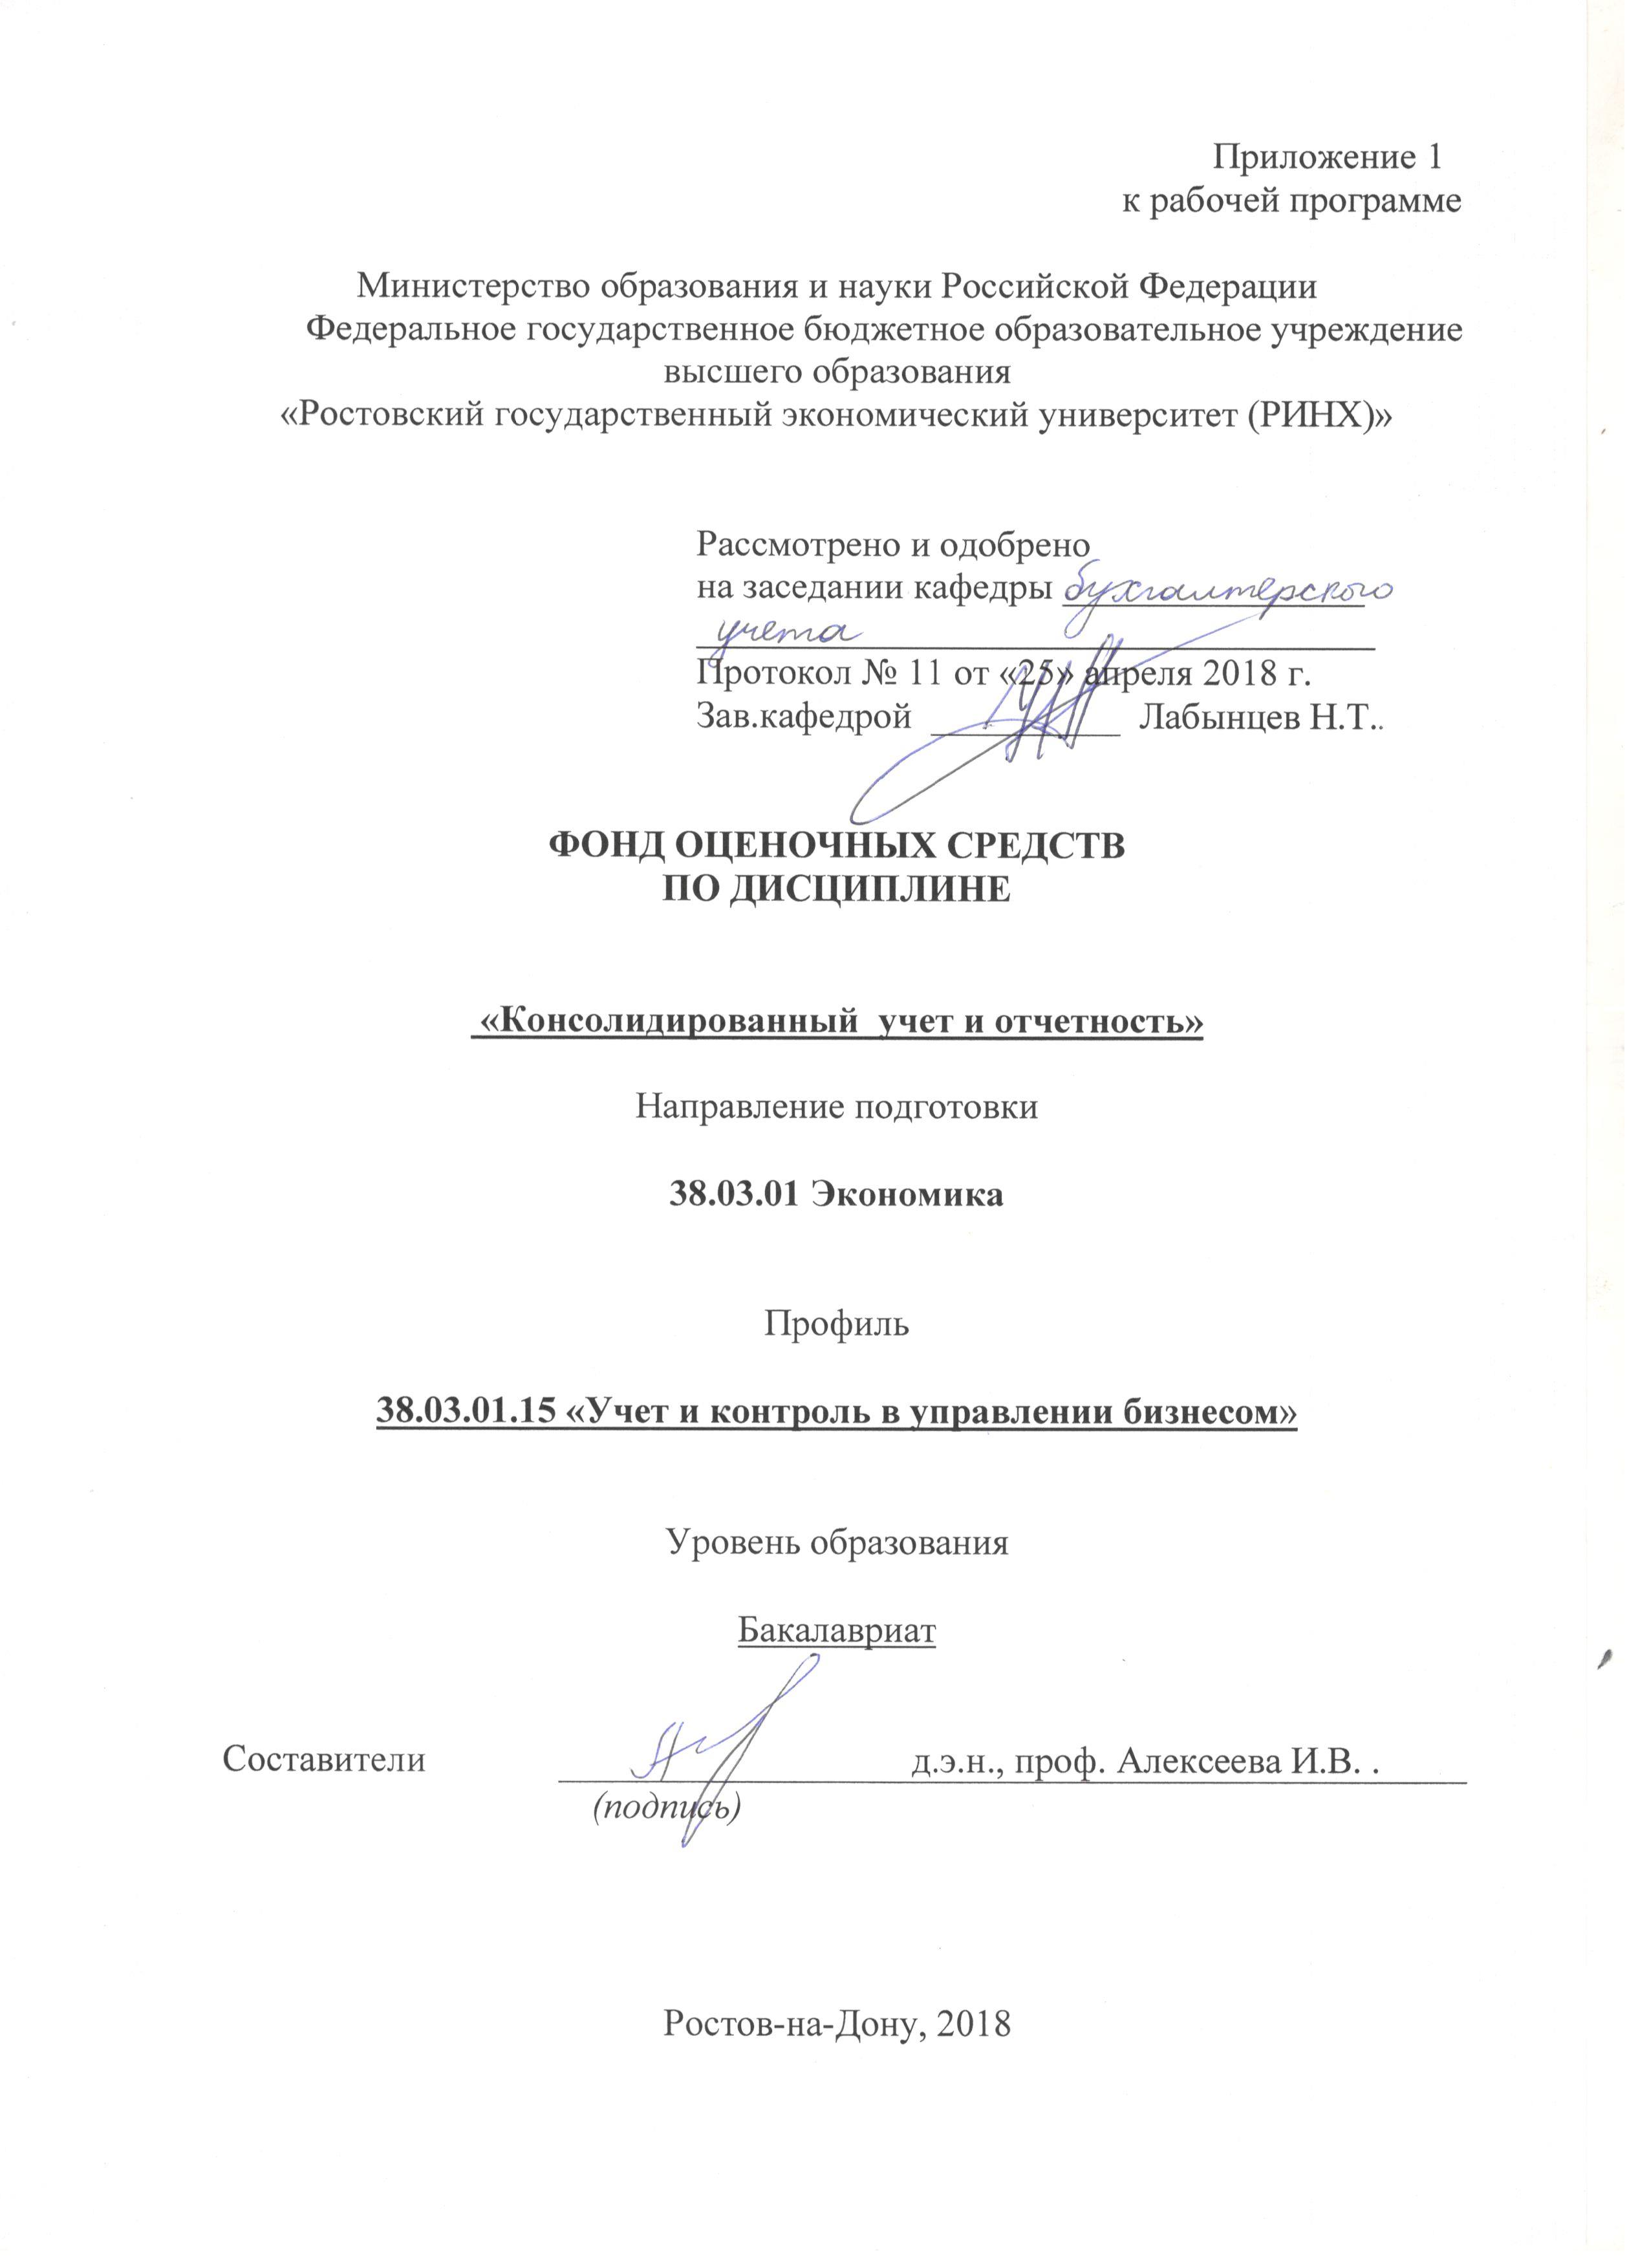 Приложение 1
к рабочей программе
Министерство образования и науки Российской Федерации
Федеральное государственное бюджетное образовательное учреждение
высшего образования
«Ростовский государственный экономический университет (РИНХ)»
Рассмотрено и одобрено
на заседании кафедры бухгалтерского
учета
Протокол № 11 от «25» апреля 2018 г.
Зав.кафедрой __________ Лабынцев Н.Т..
ФОНД ОЦЕНОЧНЫХ СРЕДСТВ
ПО ДИСЦИПЛИНЕ
«Консолидированный учет и отчетность»
Направление подготовки
38.03.01 Экономика
Профиль
38.03.01.15 «Учет и контроль в управлении бизнесом»
Уровень образования
Бакалавриат
Составители д.э.н., проф. Алексеева И.В. .
(подпись)
Ростов-на-Дону, 2018